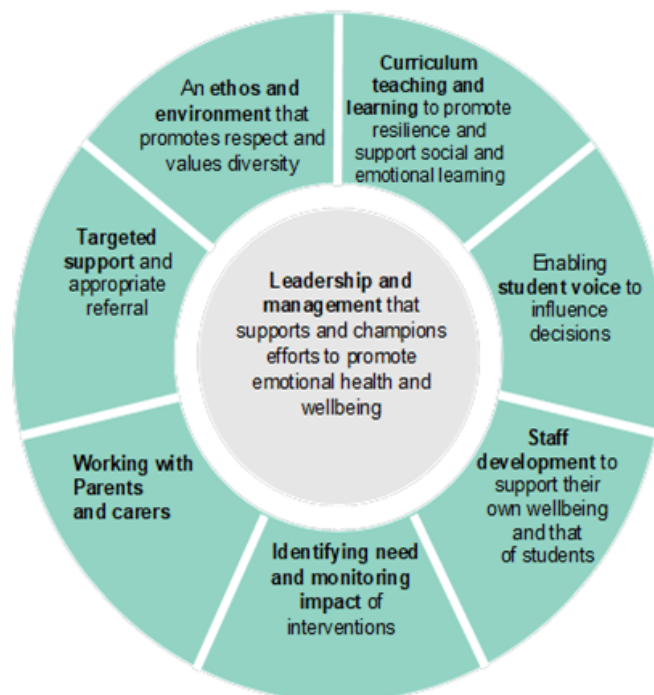 An ethos and
environment that
promotes respect and
values diversity
Curriculum
teaching and
learning to promote
resilience and
support social and
emotional learning
Enabling
student voice to
influence
decisions
Staff
development to
support their
own wellbeing
and that
of students
Identifying need
and monitoring
impact of
interventions
Working with
Parents
and carers
Targeted
support and
appropriate
referral
Leadership and
management that
supports and champions
efforts to promote
emotional health and
wellbeing